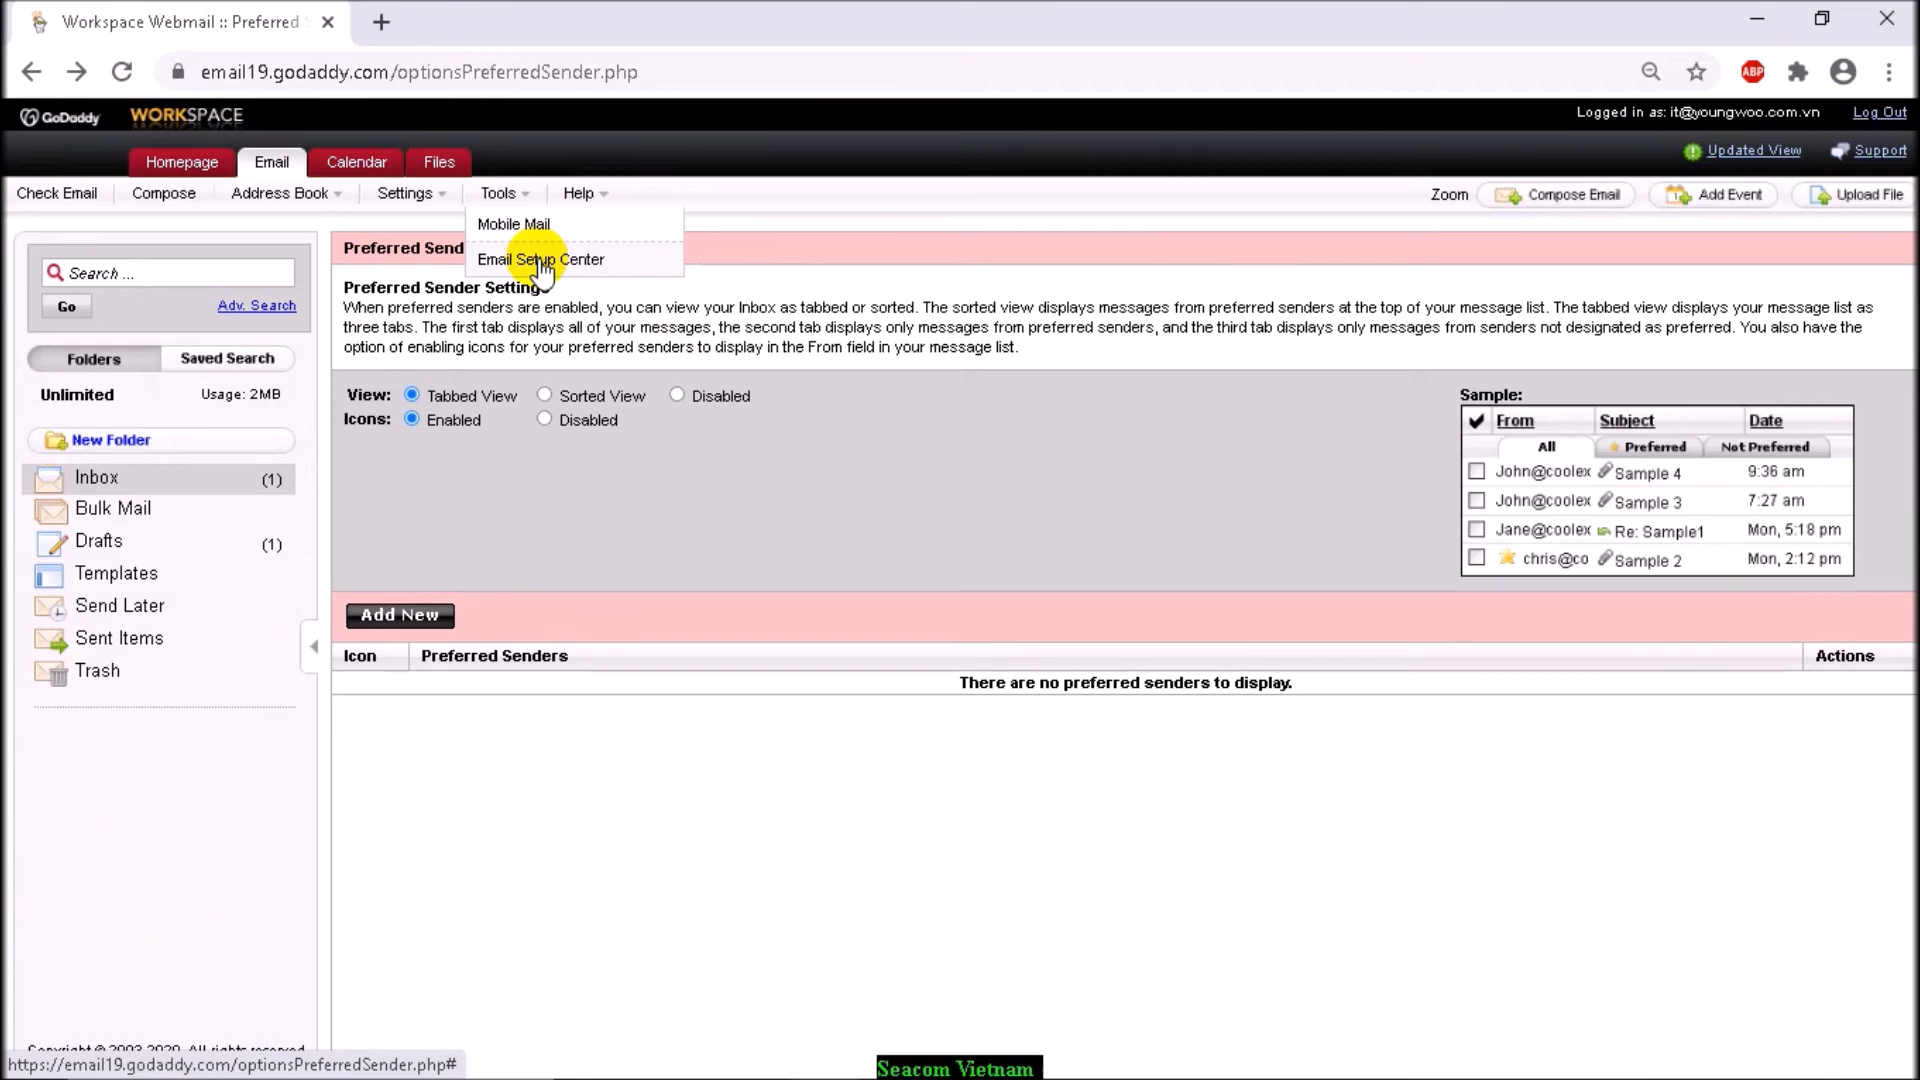 Workspace Webmail :: Preferred
email19.godaddy.com/optionsPreferredSender.php
ABP
GoDaddy
WORKSPACE
Logged in as: it@youngwoo.com.vn
Log Out
Homepage
Email
Calendar
Files
Updated View
Support
Check Email
Compose
Address Book
Settings
Tools
Help
Zoom
Compose Email
Add Event
Upload File
Mobile Mail
Email Setup Center
Search ...
Go
Adv. Search
Folders
Saved Search
Unlimited
Usage: 2MB
New Folder
Inbox (1)
Bulk Mail
Drafts (1)
Templates
Send Later
Sent Items
Trash
Preferred Send
Preferred Sender Settings
When preferred senders are enabled, you can view your Inbox as tabbed or sorted. The sorted view displays messages from preferred senders at the top of your message list. The tabbed view displays your message list as
three tabs. The first tab displays all of your messages, the second tab displays only messages from preferred senders, and the third tab displays only messages from senders not designated as preferred. You also have the
option of enabling icons for your preferred senders to display in the From field in your message list.
View: Tabbed View Sorted View Disabled
Icons: Enabled Disabled
Sample:
From Subject Date
All Preferred Not Preferred
John@coolex Sample 4 9:36 am
John@coolex Sample 3 7:27 am
Jane@coolex Re: Sample1 Mon, 5:18 pm
chris@co Sample 2 Mon, 2:12 pm
Add New
Icon Preferred Senders Actions
There are no preferred senders to display.
Copyright © 2003-2020. All rights reserved
https://email19.godaddy.com/optionsPreferredSender.php#
Seacom Vietnam